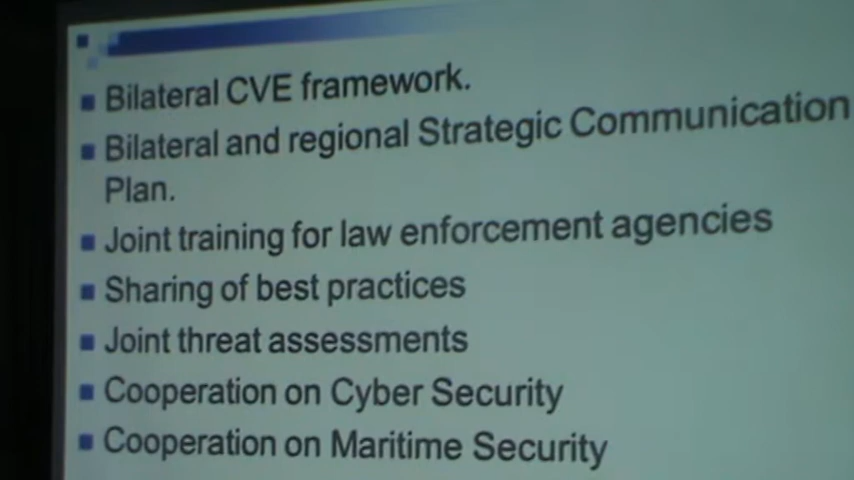 Bilateral CVE framework.
Bilateral and regional Strategic Communication
Plan.
Joint training for law enforcement agencies
Sharing of best practices
Joint threat assessments
Cooperation on Cyber Security
Cooperation on Maritime Security